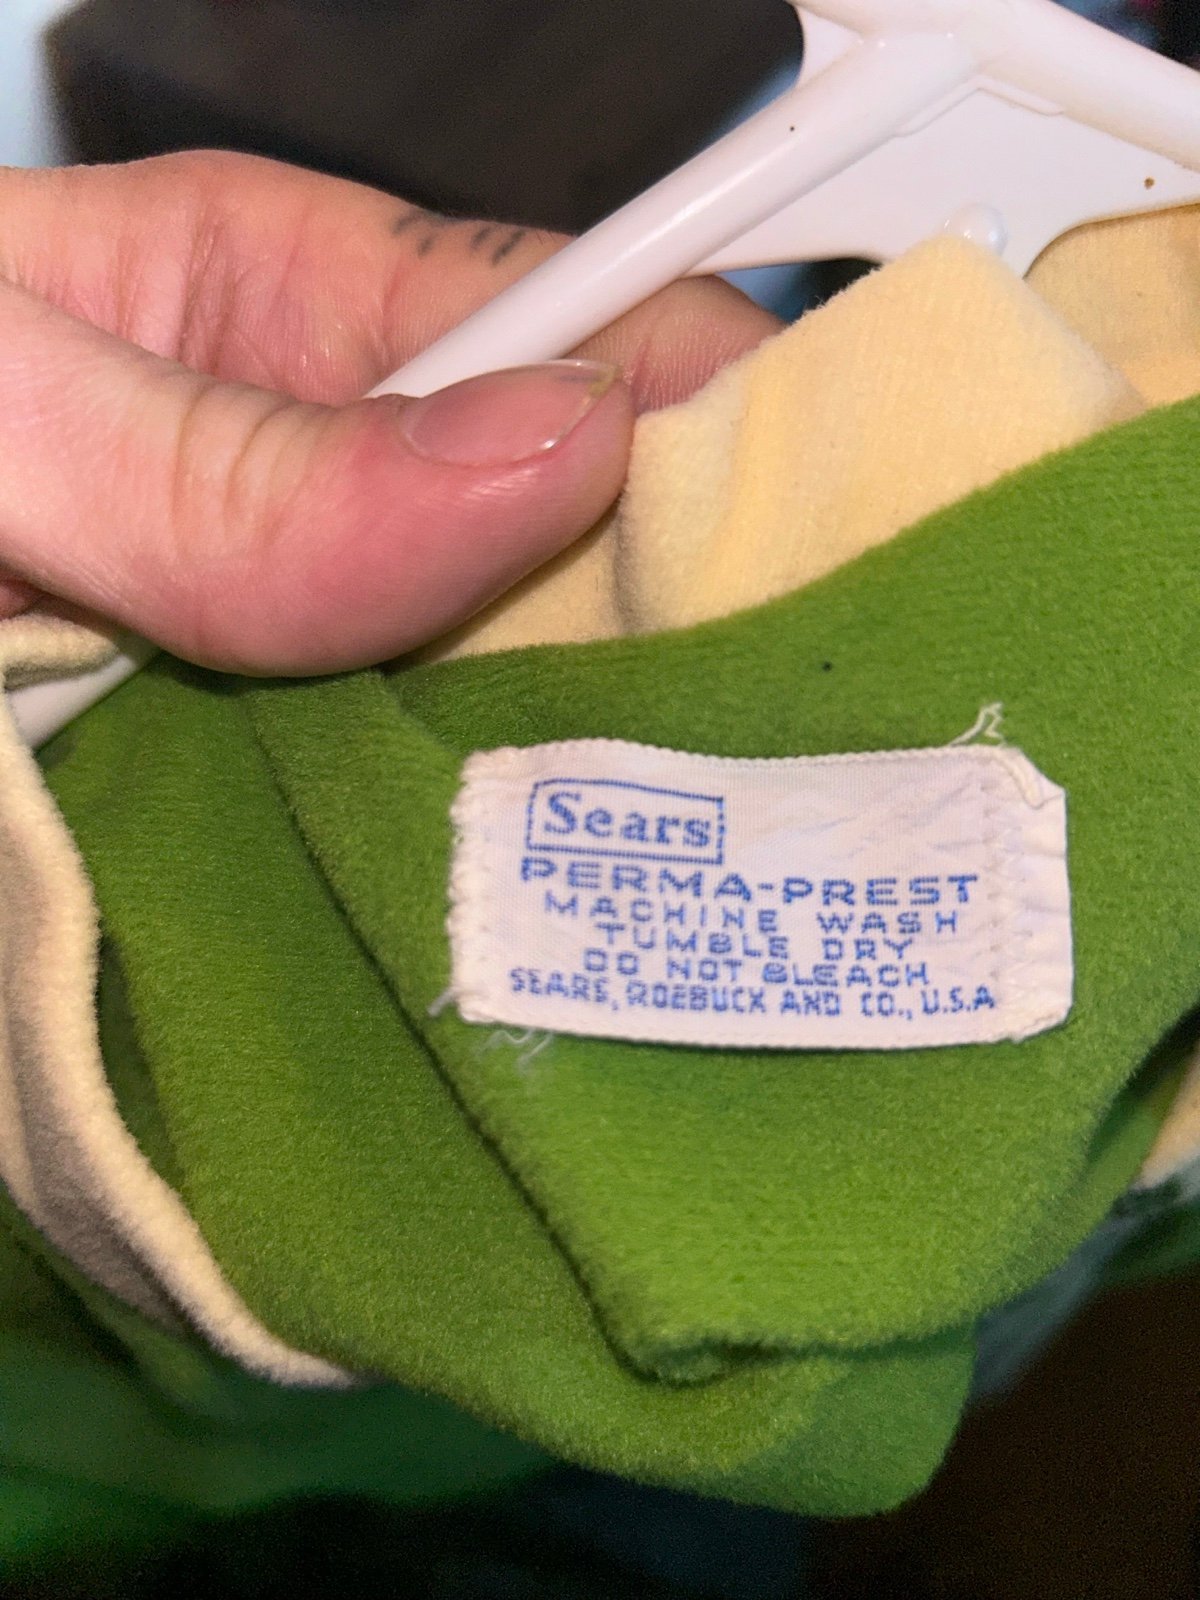 Sears
PERMA-PREST
MACHINE WASH
TUMBLE DRY
DO NOT BLEACH
SEARS, ROEBUCK AND CO., U.S.A